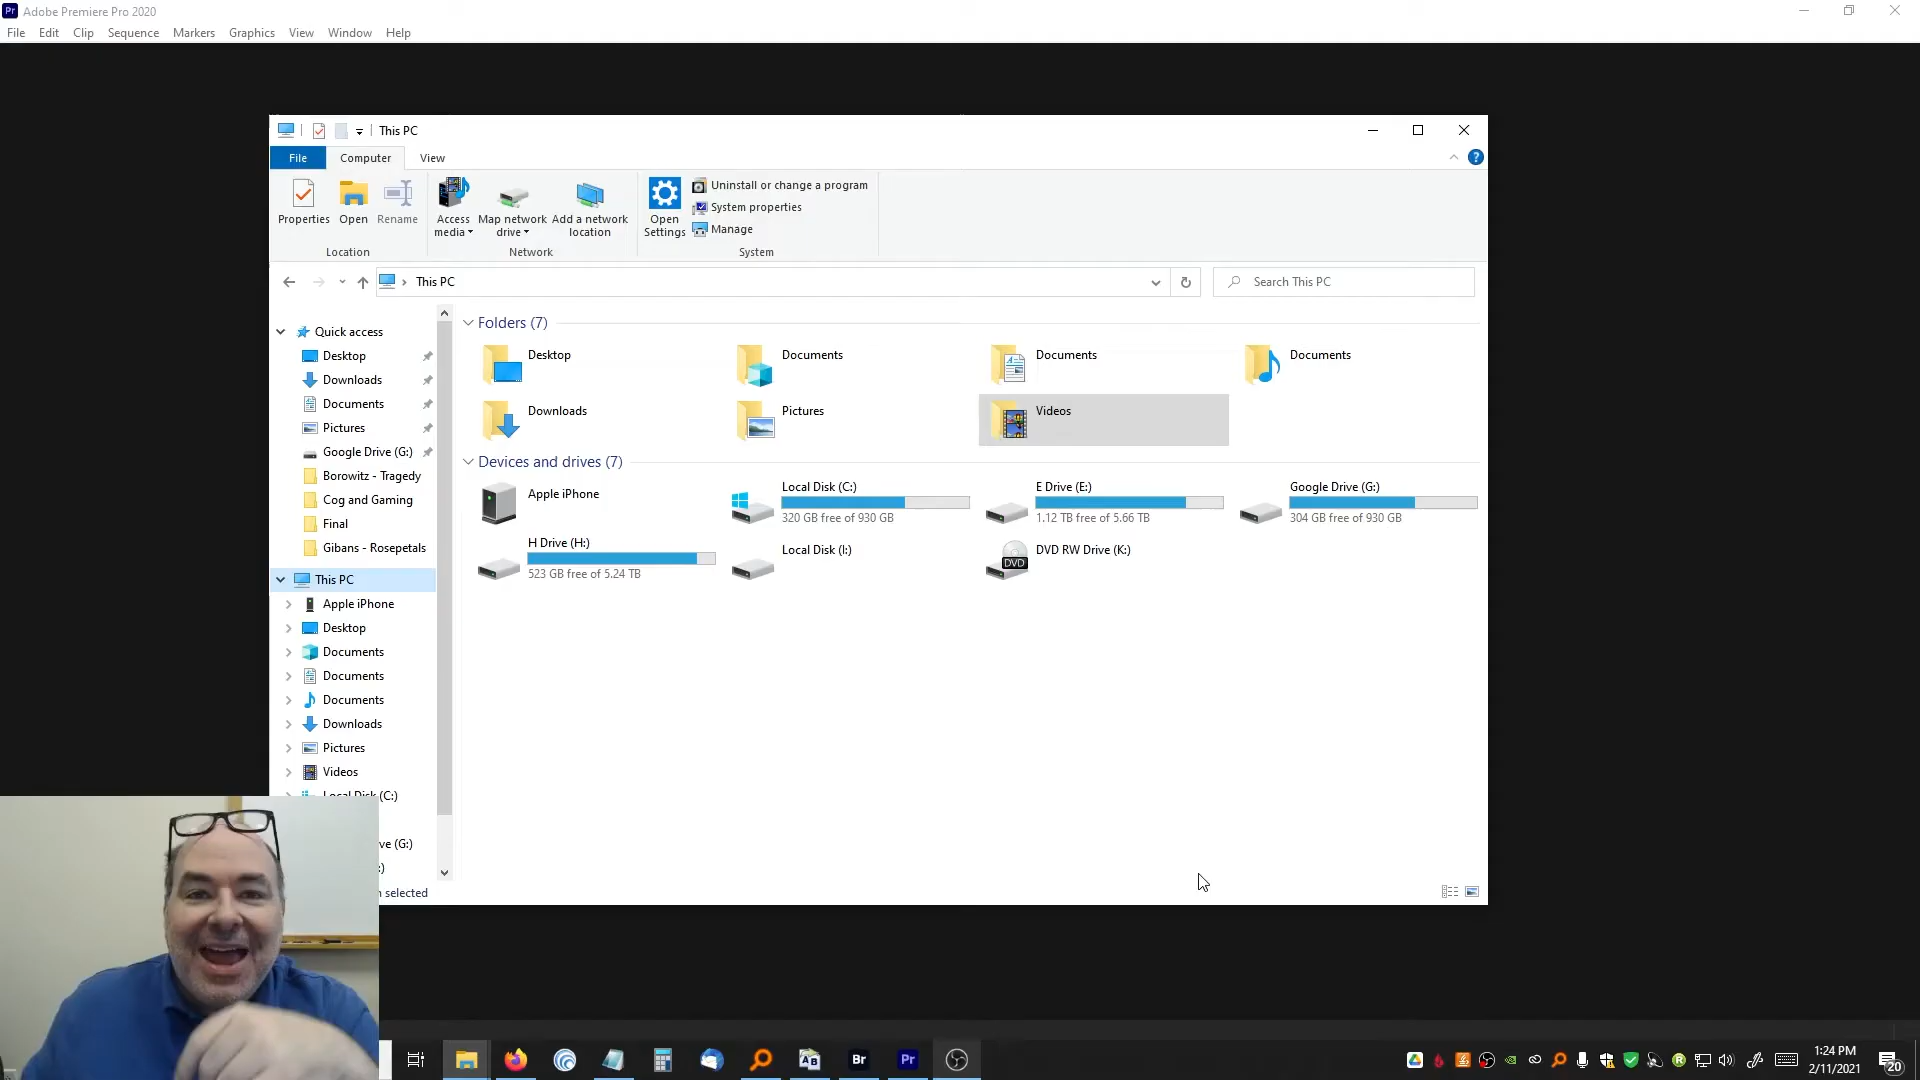 Pr Adobe Premiere Pro 2020
File Edit Clip Sequence Markers Graphics View Window Help
This PC
File Computer View
Properties Open Rename
Location
Access media
Map network drive
Add a network location
Network
Open Settings
Uninstall or change a program
System properties
Manage
System
This PC
Search This PC
Quick access
Desktop
Downloads
Documents
Pictures
Google Drive (G:)
Borowitz - Tragedy
Cog and Gaming
Final
Gibans - Rosepetals
This PC
Apple iPhone
Desktop
Documents
Documents
Documents
Downloads
Pictures
Videos
Local Disk (C:)
ve (G:)
:)
selected
Folders (7)
Desktop
Documents
Documents
Documents
Downloads
Pictures
Videos
Devices and drives (7)
Apple iPhone
Local Disk (C:)
320 GB free of 930 GB
E Drive (E:)
1.12 TB free of 5.66 TB
Google Drive (G:)
304 GB free of 930 GB
H Drive (H:)
523 GB free of 5.24 TB
Local Disk (I:)
DVD RW Drive (K:)
DVD
Br
Pr
1:24 PM
2/11/2021
20